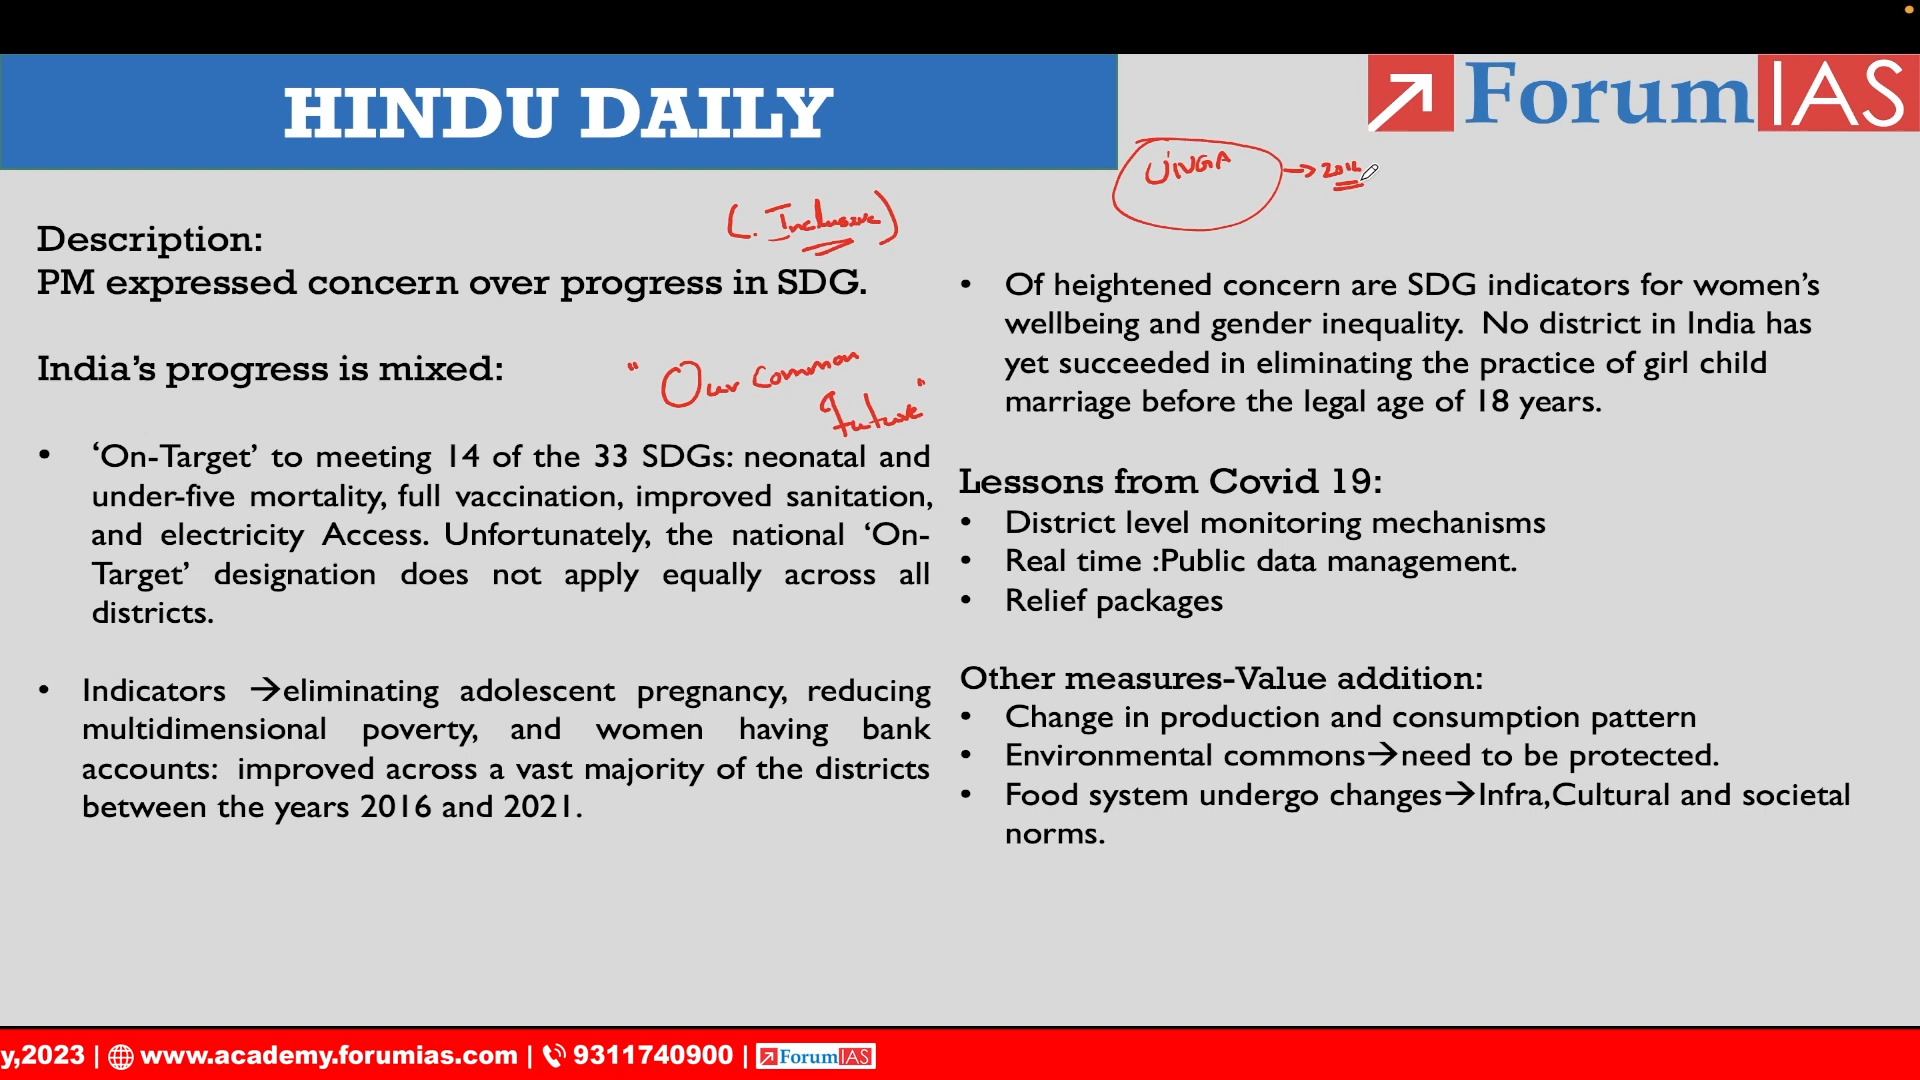 HINDU DAILY
ForumIAS
UNGA
(. Inclusive)
Description:
PM expressed concern over progress in SDG.
India’s progress is mixed:
" Our Common
future "
• ‘On-Target’ to meeting 14 of the 33 SDGs: neonatal and
under-five mortality, full vaccination, improved sanitation,
and electricity Access. Unfortunately, the national ‘On-
Target’ designation does not apply equally across all
districts.
• Indicators →eliminating adolescent pregnancy, reducing
multidimensional poverty, and women having bank
accounts: improved across a vast majority of the districts
between the years 2016 and 2021.
• Of heightened concern are SDG indicators for women’s
wellbeing and gender inequality. No district in India has
yet succeeded in eliminating the practice of girl child
marriage before the legal age of 18 years.
Lessons from Covid 19:
• District level monitoring mechanisms
• Real time :Public data management.
• Relief packages
Other measures-Value addition:
• Change in production and consumption pattern
• Environmental commons→need to be protected.
• Food system undergo changes→Infra,Cultural and societal
norms.
y,2023 | www.academy.forumias.com | 9311740900 | ForumIAS